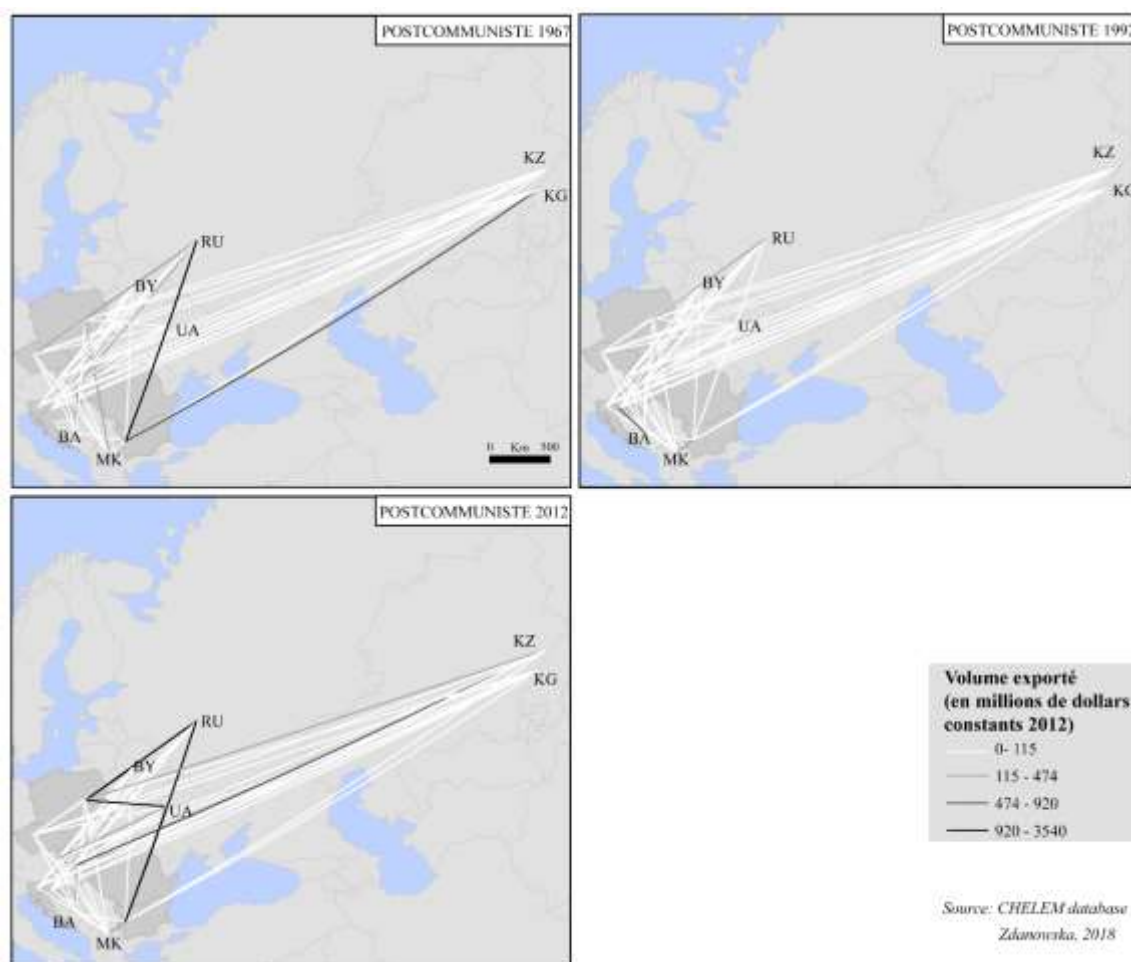 POSTCOMMUNISTE 1967
KZ
KG
RU
BY
UA
BA
MK
0 Km 500
POSTCOMMUNISTE 1992
KZ
KG
RU
BY
UA
BA
MK
POSTCOMMUNISTE 2012
KZ
KG
RU
BY
UA
BA
MK
Volume exporté
(en millions de dollars
constants 2012)
0- 115
115 - 474
474 - 920
920 - 3540
Source: CHELEM database
Zdanowska, 2018